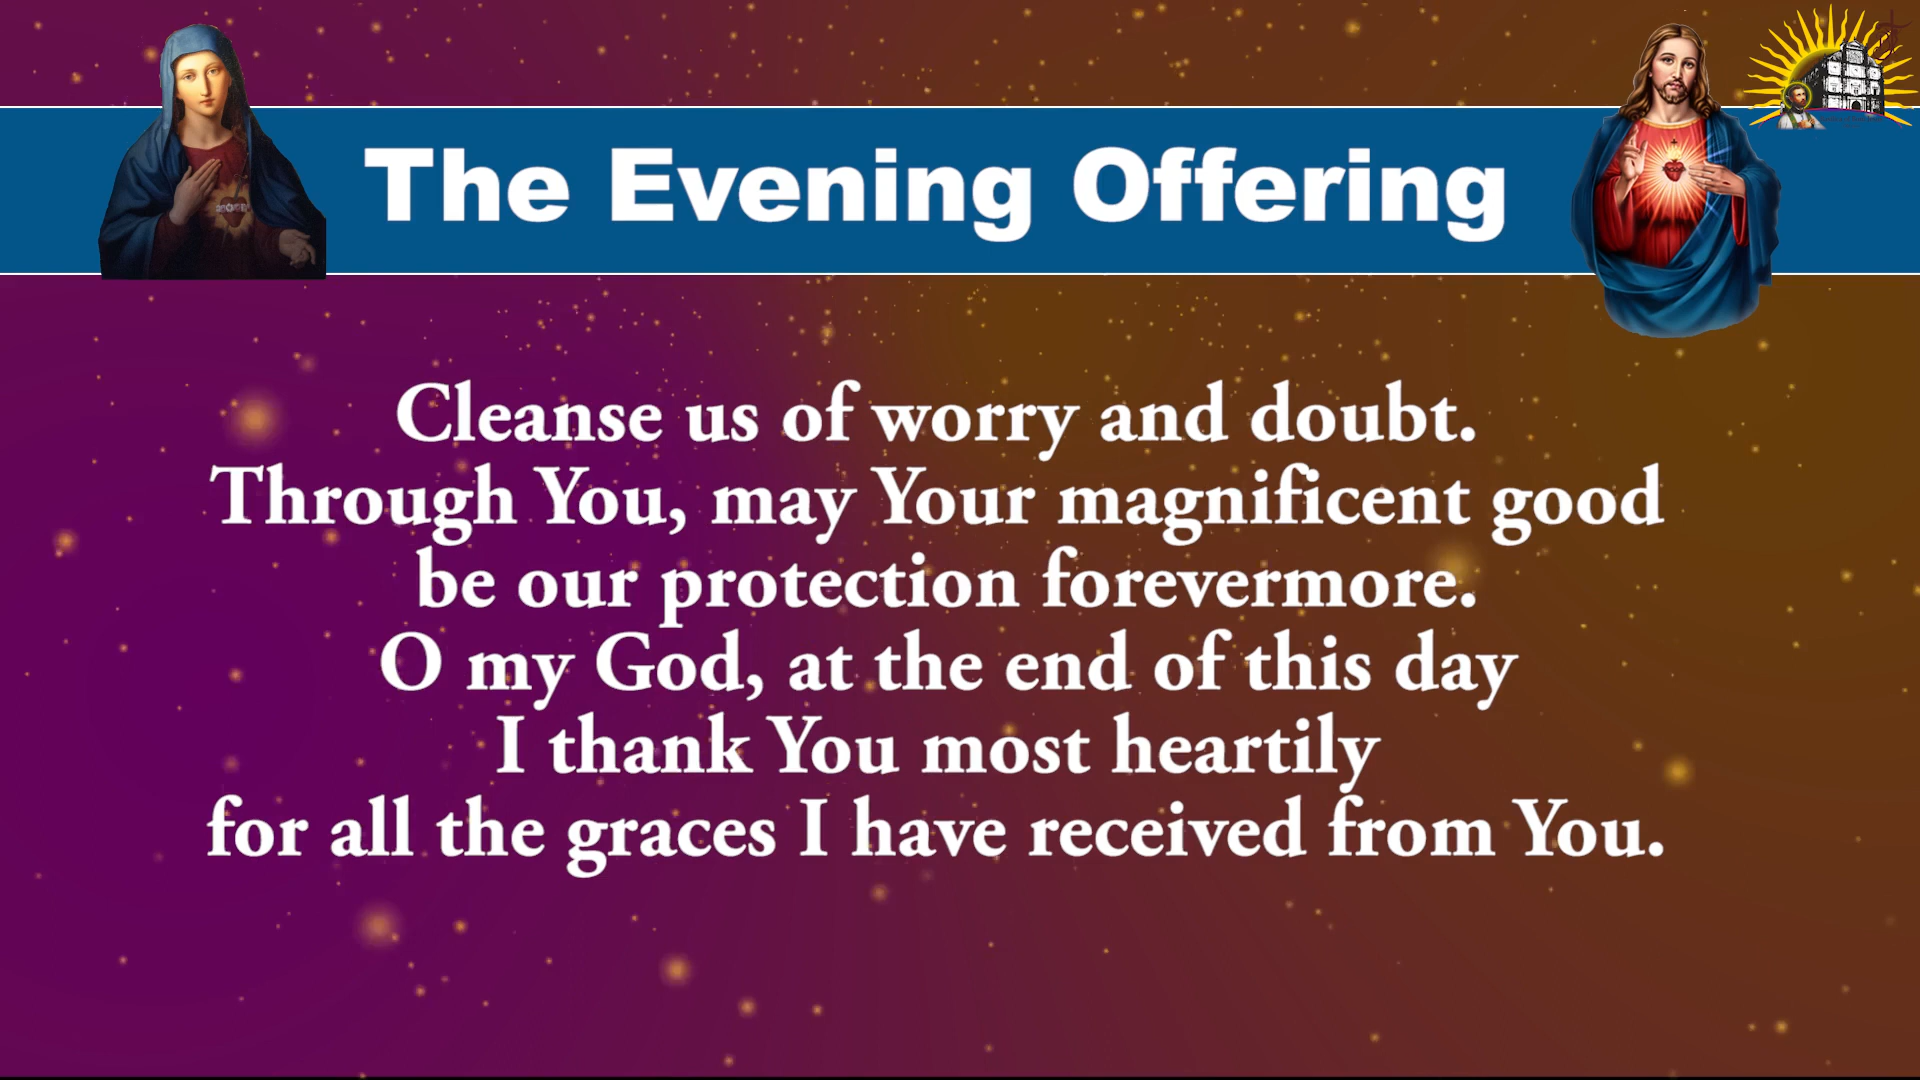 The Evening Offering
Cleanse us of worry and doubt.
Through You, may Your magnificent good
be our protection forevermore.
O my God, at the end of this day
I thank You most heartily
for all the graces I have received from You.